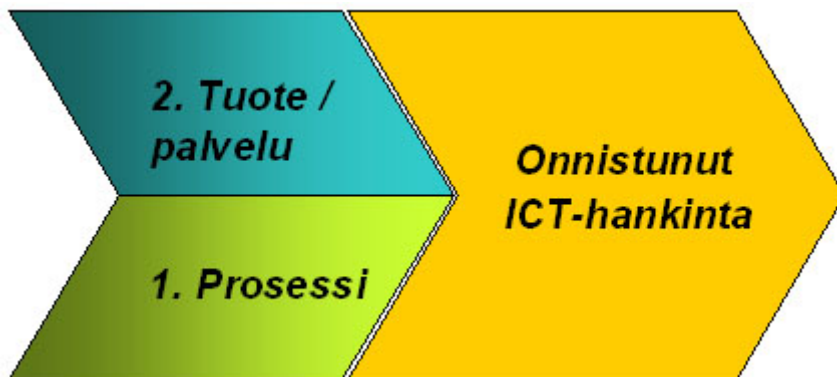 2. Tuote /
palvelu
1. Prosessi
Onnistunut
ICT-hankinta